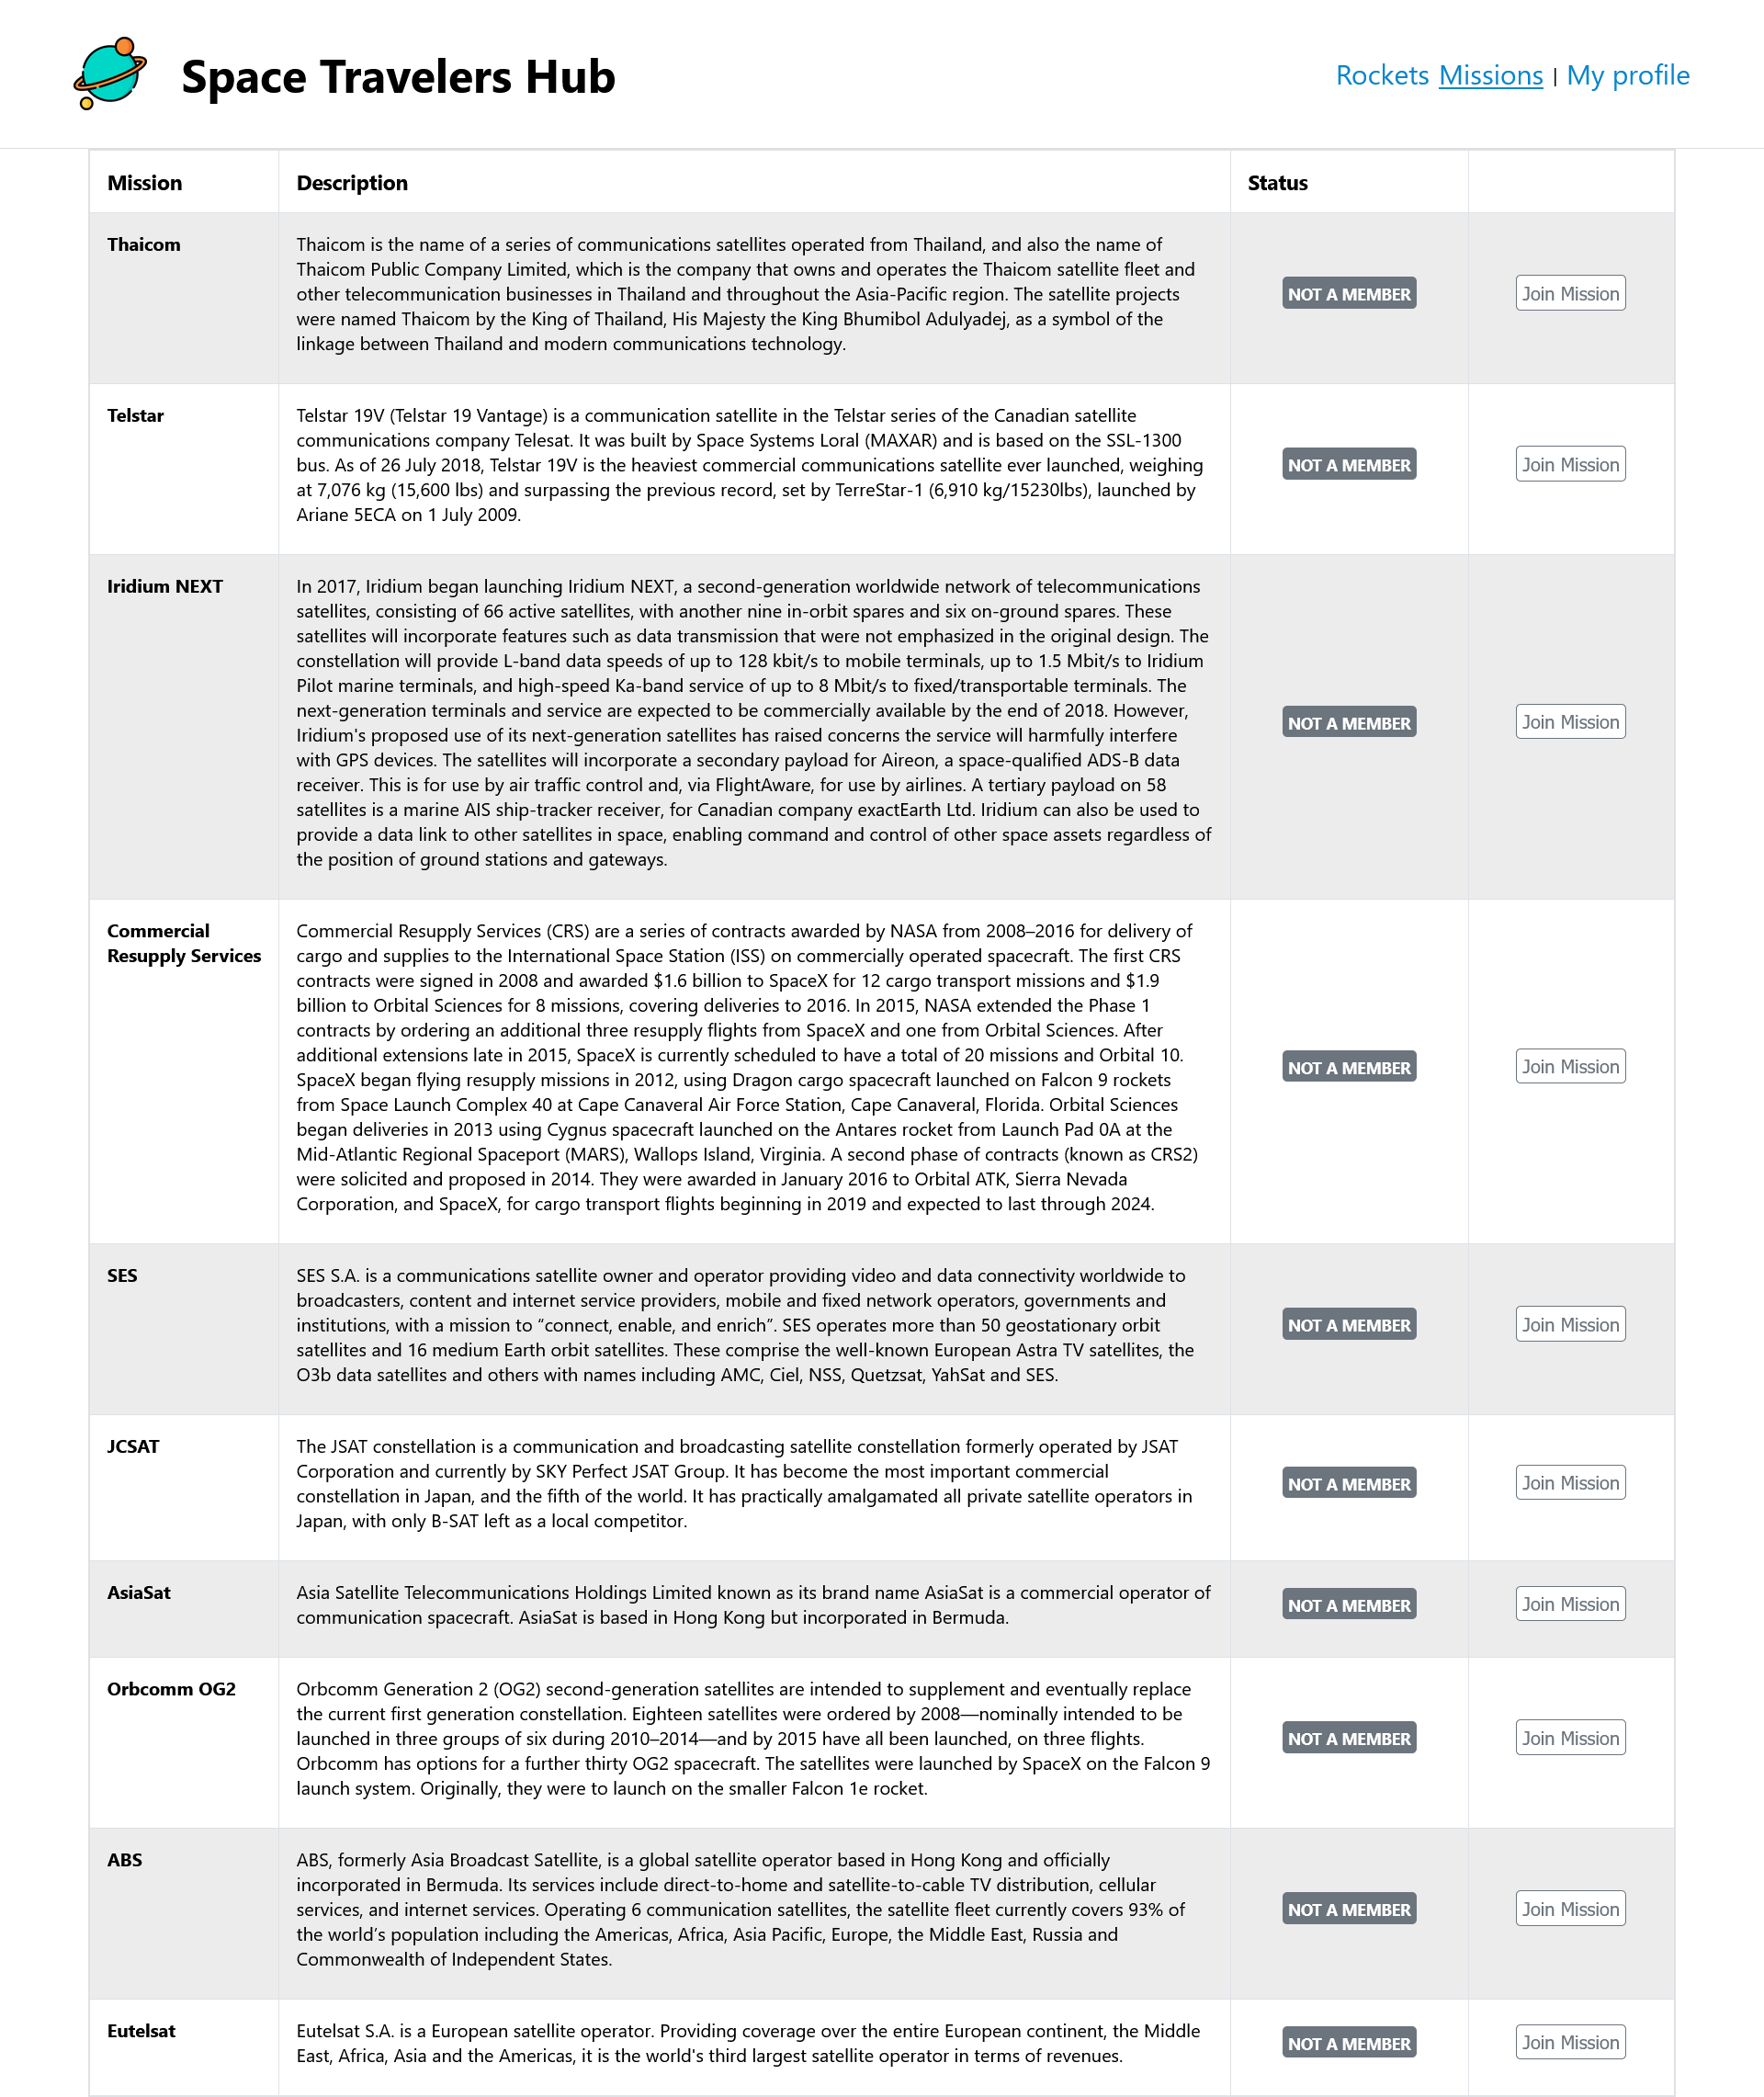 Space Travelers Hub
Rockets Missions | My profile
Mission Description Status
Thaicom
Thaicom is the name of a series of communications satellites operated from Thailand, and also the name of
Thaicom Public Company Limited, which is the company that owns and operates the Thaicom satellite fleet and
other telecommunication businesses in Thailand and throughout the Asia-Pacific region. The satellite projects
were named Thaicom by the King of Thailand, His Majesty the King Bhumibol Adulyadej, as a symbol of the
linkage between Thailand and modern communications technology.
NOT A MEMBER
Join Mission
Telstar
Telstar 19V (Telstar 19 Vantage) is a communication satellite in the Telstar series of the Canadian satellite
communications company Telesat. It was built by Space Systems Loral (MAXAR) and is based on the SSL-1300
bus. As of 26 July 2018, Telstar 19V is the heaviest commercial communications satellite ever launched, weighing
at 7,076 kg (15,600 lbs) and surpassing the previous record, set by TerreStar-1 (6,910 kg/15230lbs), launched by
Ariane 5ECA on 1 July 2009.
NOT A MEMBER
Join Mission
Iridium NEXT
In 2017, Iridium began launching Iridium NEXT, a second-generation worldwide network of telecommunications
satellites, consisting of 66 active satellites, with another nine in-orbit spares and six on-ground spares. These
satellites will incorporate features such as data transmission that were not emphasized in the original design. The
constellation will provide L-band data speeds of up to 128 kbit/s to mobile terminals, up to 1.5 Mbit/s to Iridium
Pilot marine terminals, and high-speed Ka-band service of up to 8 Mbit/s to fixed/transportable terminals. The
next-generation terminals and service are expected to be commercially available by the end of 2018. However,
Iridium's proposed use of its next-generation satellites has raised concerns the service will harmfully interfere
with GPS devices. The satellites will incorporate a secondary payload for Aireon, a space-qualified ADS-B data
receiver. This is for use by air traffic control and, via FlightAware, for use by airlines. A tertiary payload on 58
satellites is a marine AIS ship-tracker receiver, for Canadian company exactEarth Ltd. Iridium can also be used to
provide a data link to other satellites in space, enabling command and control of other space assets regardless of
the position of ground stations and gateways.
NOT A MEMBER
Join Mission
Commercial
Resupply Services
Commercial Resupply Services (CRS) are a series of contracts awarded by NASA from 2008–2016 for delivery of
cargo and supplies to the International Space Station (ISS) on commercially operated spacecraft. The first CRS
contracts were signed in 2008 and awarded $1.6 billion to SpaceX for 12 cargo transport missions and $1.9
billion to Orbital Sciences for 8 missions, covering deliveries to 2016. In 2015, NASA extended the Phase 1
contracts by ordering an additional three resupply flights from SpaceX and one from Orbital Sciences. After
additional extensions late in 2015, SpaceX is currently scheduled to have a total of 20 missions and Orbital 10.
SpaceX began flying resupply missions in 2012, using Dragon cargo spacecraft launched on Falcon 9 rockets
from Space Launch Complex 40 at Cape Canaveral Air Force Station, Cape Canaveral, Florida. Orbital Sciences
began deliveries in 2013 using Cygnus spacecraft launched on the Antares rocket from Launch Pad 0A at the
Mid-Atlantic Regional Spaceport (MARS), Wallops Island, Virginia. A second phase of contracts (known as CRS2)
were solicited and proposed in 2014. They were awarded in January 2016 to Orbital ATK, Sierra Nevada
Corporation, and SpaceX, for cargo transport flights beginning in 2019 and expected to last through 2024.
NOT A MEMBER
Join Mission
SES
SES S.A. is a communications satellite owner and operator providing video and data connectivity worldwide to
broadcasters, content and internet service providers, mobile and fixed network operators, governments and
institutions, with a mission to “connect, enable, and enrich”. SES operates more than 50 geostationary orbit
satellites and 16 medium Earth orbit satellites. These comprise the well-known European Astra TV satellites, the
O3b data satellites and others with names including AMC, Ciel, NSS, Quetzsat, YahSat and SES.
NOT A MEMBER
Join Mission
JCSAT
The JSAT constellation is a communication and broadcasting satellite constellation formerly operated by JSAT
Corporation and currently by SKY Perfect JSAT Group. It has become the most important commercial
constellation in Japan, and the fifth of the world. It has practically amalgamated all private satellite operators in
Japan, with only B-SAT left as a local competitor.
NOT A MEMBER
Join Mission
AsiaSat
Asia Satellite Telecommunications Holdings Limited known as its brand name AsiaSat is a commercial operator of
communication spacecraft. AsiaSat is based in Hong Kong but incorporated in Bermuda.
NOT A MEMBER
Join Mission
Orbcomm OG2
Orbcomm Generation 2 (OG2) second-generation satellites are intended to supplement and eventually replace
the current first generation constellation. Eighteen satellites were ordered by 2008—nominally intended to be
launched in three groups of six during 2010–2014—and by 2015 have all been launched, on three flights.
Orbcomm has options for a further thirty OG2 spacecraft. The satellites were launched by SpaceX on the Falcon 9
launch system. Originally, they were to launch on the smaller Falcon 1e rocket.
NOT A MEMBER
Join Mission
ABS
ABS, formerly Asia Broadcast Satellite, is a global satellite operator based in Hong Kong and officially
incorporated in Bermuda. Its services include direct-to-home and satellite-to-cable TV distribution, cellular
services, and internet services. Operating 6 communication satellites, the satellite fleet currently covers 93% of
the world’s population including the Americas, Africa, Asia Pacific, Europe, the Middle East, Russia and
Commonwealth of Independent States.
NOT A MEMBER
Join Mission
Eutelsat
Eutelsat S.A. is a European satellite operator. Providing coverage over the entire European continent, the Middle
East, Africa, Asia and the Americas, it is the world's third largest satellite operator in terms of revenues.
NOT A MEMBER
Join Mission